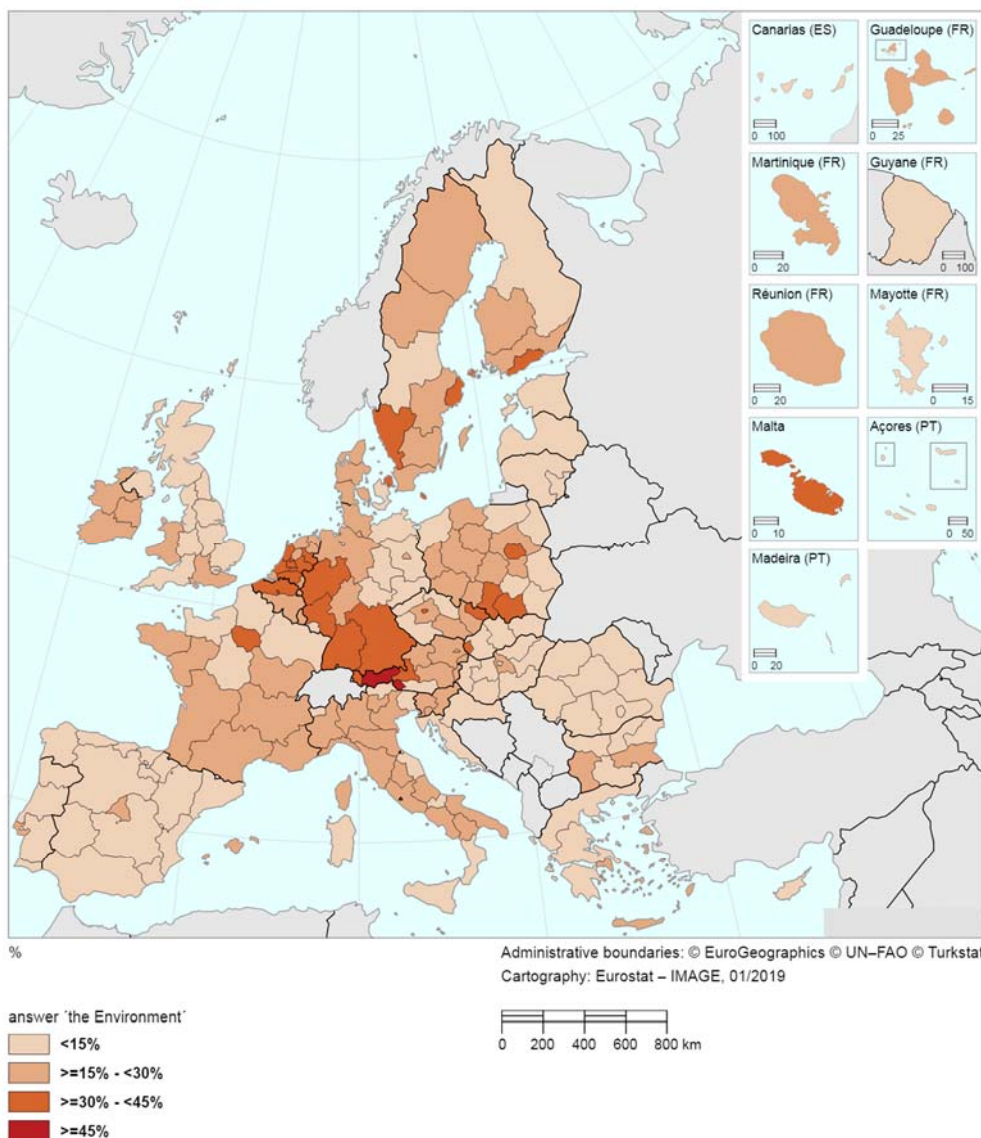 Canarias (ES)
0 100
Guadeloupe (FR)
0 25
Martinique (FR)
0 20
Guyane (FR)
0 100
Réunion (FR)
0 20
Mayotte (FR)
0 15
Malta
0 10
Açores (PT)
0 50
Madeira (PT)
0 20
%
Administrative boundaries: © EuroGeographics © UN–FAO © Turkstat
Cartography: Eurostat – IMAGE, 01/2019
answer ´the Environment´
<15%
>=15% - <30%
>=30% - <45%
>=45%
0 200 400 600 800 km